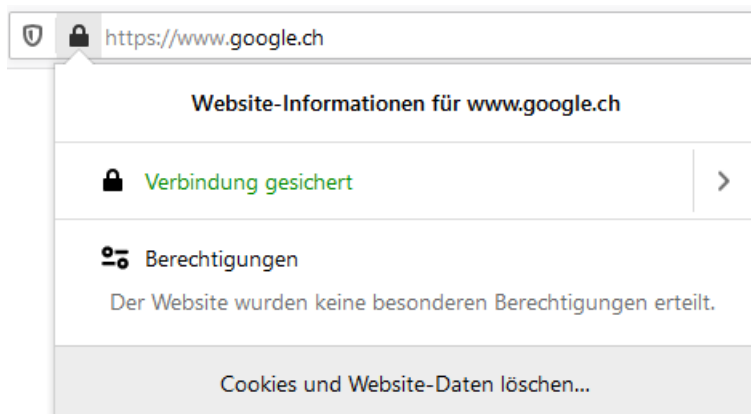 https://www.google.ch
Website-Informationen für www.google.ch
Verbindung gesichert
Berechtigungen
Der Website wurden keine besonderen Berechtigungen erteilt.
Cookies und Website-Daten löschen...